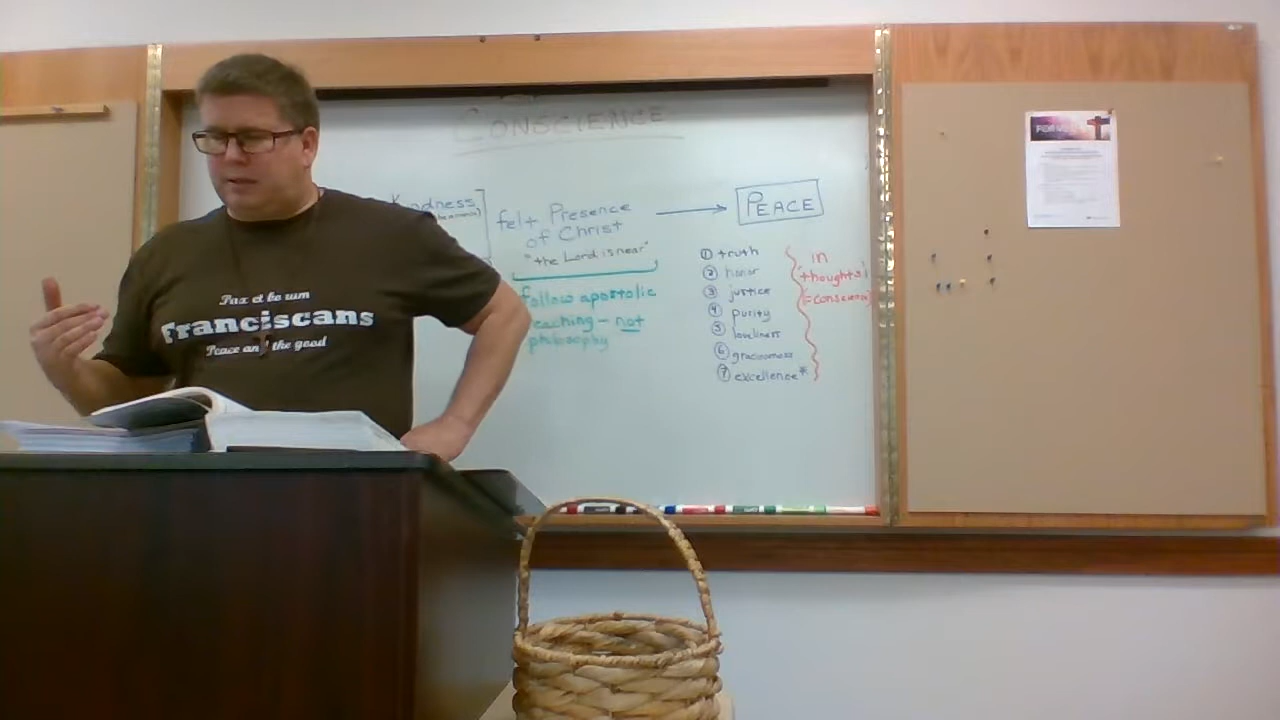 CONSCIENCE
Kindness
felt Presence
of Christ
"the Lord is near"
follow apostolic
teaching - not
philosophy
PEACE
① truth
② honor
③ justice
④ purity
⑤ loveliness
⑥ graciousness
⑦ excellence*
in
thoughts
(=conscience)
Pax et bonum
Franciscans
Peace and the good